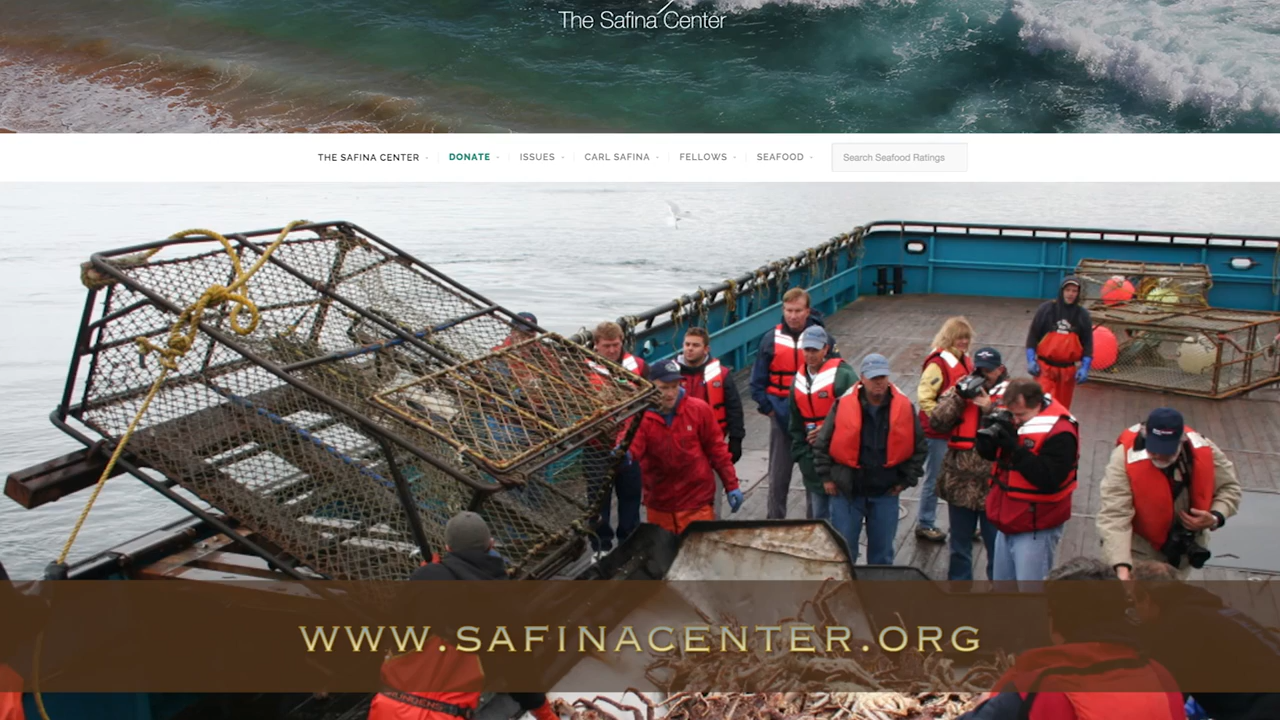 The Safina Center
THE SAFINA CENTER DONATE ISSUES CARL SAFINA FELLOWS SEAFOOD Search Seafood Ratings
WWW.SAFINACENTER.ORG